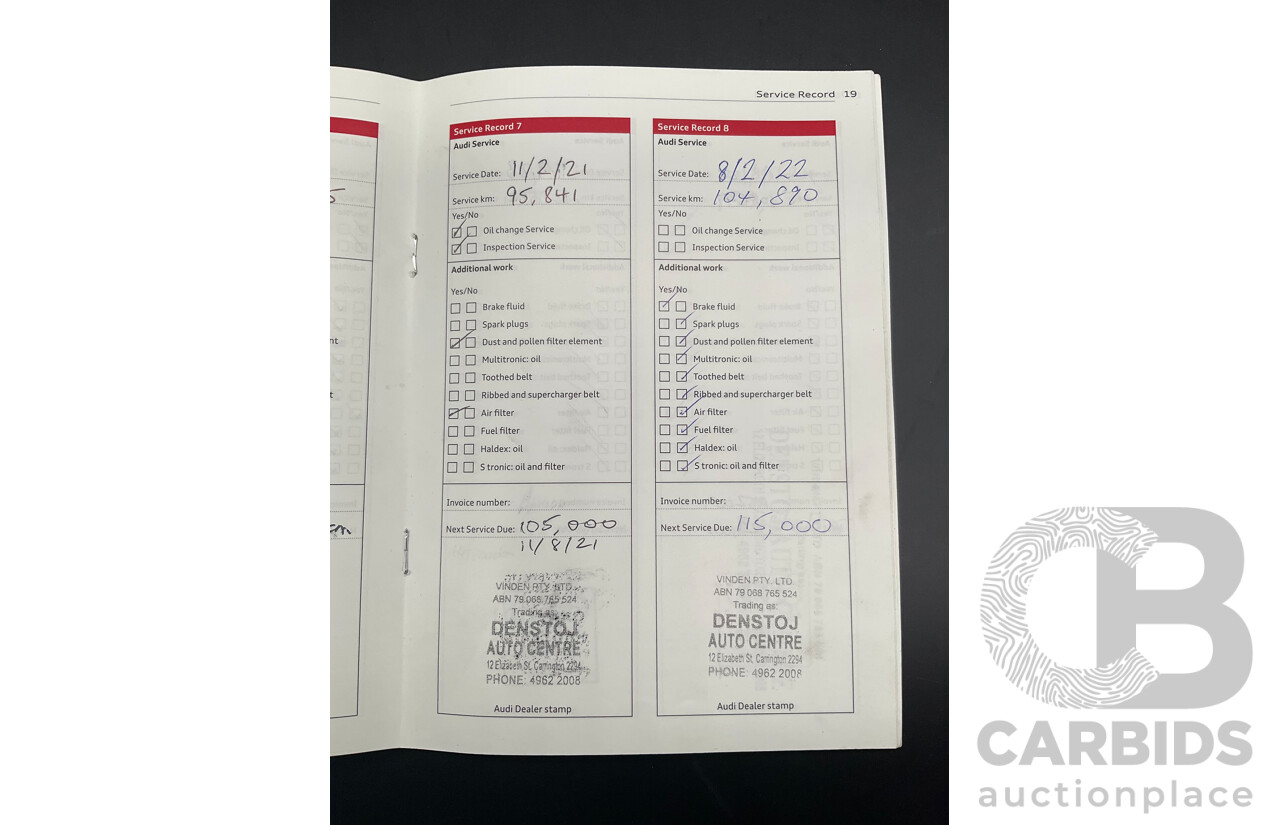 Service Record 19
Service Record 7
Audi Service
Service Date: 11/2/21
Service km: 95,841
Yes/No
Oil change Service
Inspection Service
Additional work
Yes/No
Brake fluid
Spark plugs
Dust and pollen filter element
Multitronic: oil
Toothed belt
Ribbed and supercharger belt
Air filter
Fuel filter
Haldex: oil
S tronic: oil and filter
Invoice number:
Next Service Due: 105,000
11/8/21
VINDEN PTY. LTD.
ABN 79 068 765 524
Trading as:
DENSTOJ
AUTO CENTRE
12 Elizabeth St, Carrington 2294
PHONE: 4962 2008
Audi Dealer stamp
Service Record 8
Audi Service
Service Date: 8/2/22
Service km: 104,890
Yes/No
Oil change Service
Inspection Service
Additional work
Yes/No
Brake fluid
Spark plugs
Dust and pollen filter element
Multitronic: oil
Toothed belt
Ribbed and supercharger belt
Air filter
Fuel filter
Haldex: oil
S tronic: oil and filter
Invoice number:
Next Service Due: 115,000
VINDEN PTY. LTD.
ABN 79 068 765 524
Trading as:
DENSTOJ
AUTO CENTRE
12 Elizabeth St, Carrington 2294
PHONE: 4962 2008
Audi Dealer stamp
CB
CARBIDS
auctionplace